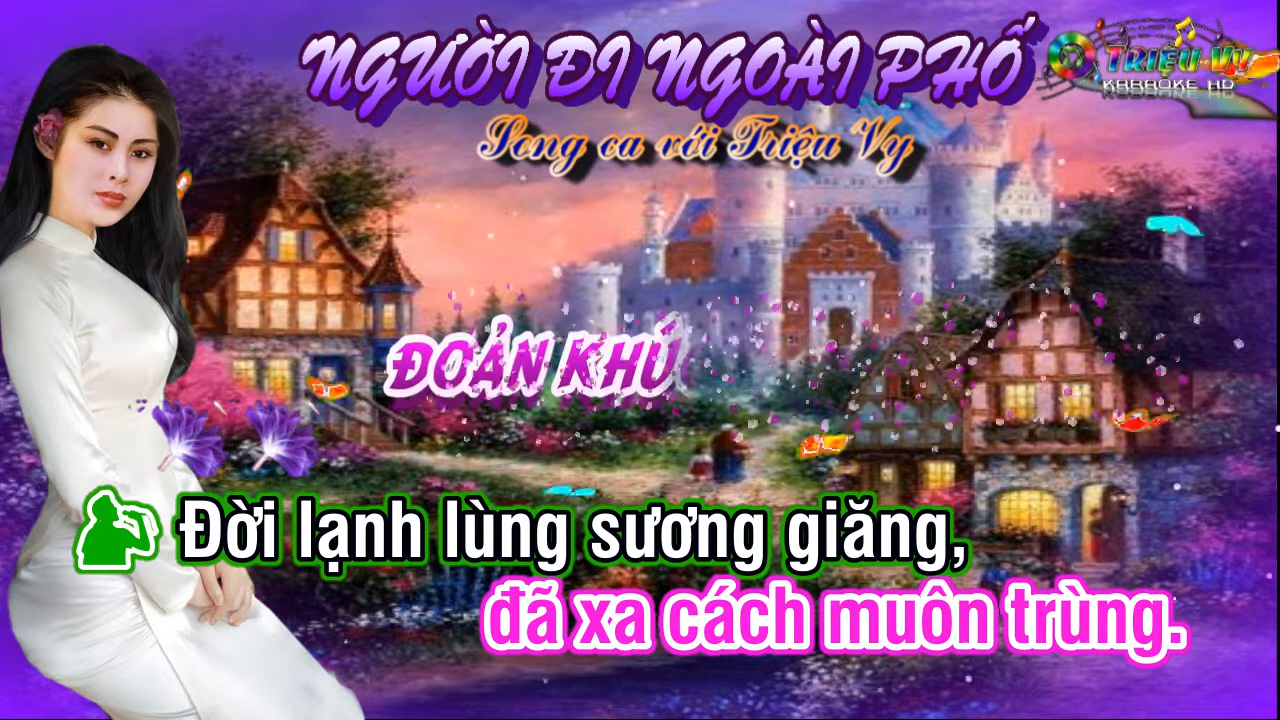 NGƯỜI ĐI NGOÀI PHỐ
TRIỆU VY
KARAOKE HD
Song ca với Triệu Vy
ĐOẢN KHÚ
Đời lạnh lùng sương giăng,
đã xa cách muôn trùng.